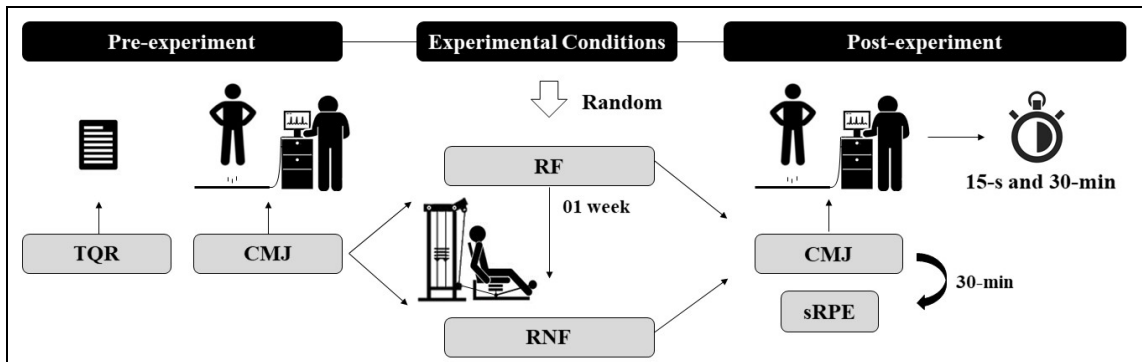 Pre-experiment
Experimental Conditions
Post-experiment
Random
RF
01 week
RNF
TQR
CMJ
15-s and 30-min
CMJ
30-min
sRPE